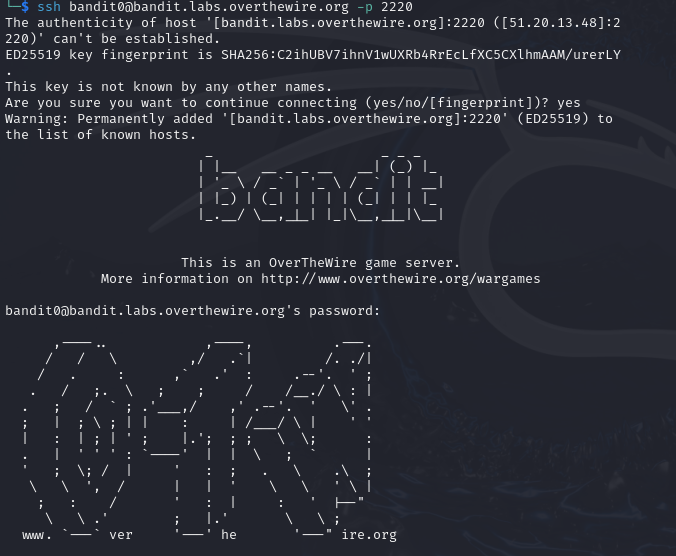 └─$ ssh bandit0@bandit.labs.overthewire.org -p 2220
The authenticity of host '[bandit.labs.overthewire.org]:2220 ([51.20.13.48]:2
220)' can't be established.
ED25519 key fingerprint is SHA256:C2ihUBV7ihnV1wUXRb4RrEcLfXC5CXlhmAAM/urerLY
.
This key is not known by any other names.
Are you sure you want to continue connecting (yes/no/[fingerprint])? yes
Warning: Permanently added '[bandit.labs.overthewire.org]:2220' (ED25519) to
the list of known hosts.
bandit
This is an OverTheWire game server.
More information on http://www.overthewire.org/wargames
bandit0@bandit.labs.overthewire.org's password:
www. ver he ire.org